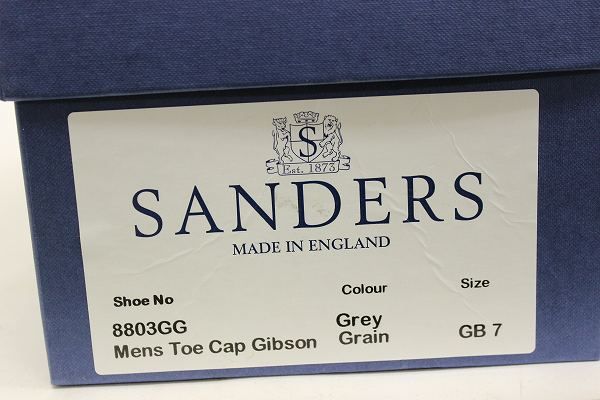 S
Est. 1873
SANDERS
MADE IN ENGLAND
Shoe No Colour Size
8803GG Grey GB 7
Mens Toe Cap Gibson Grain